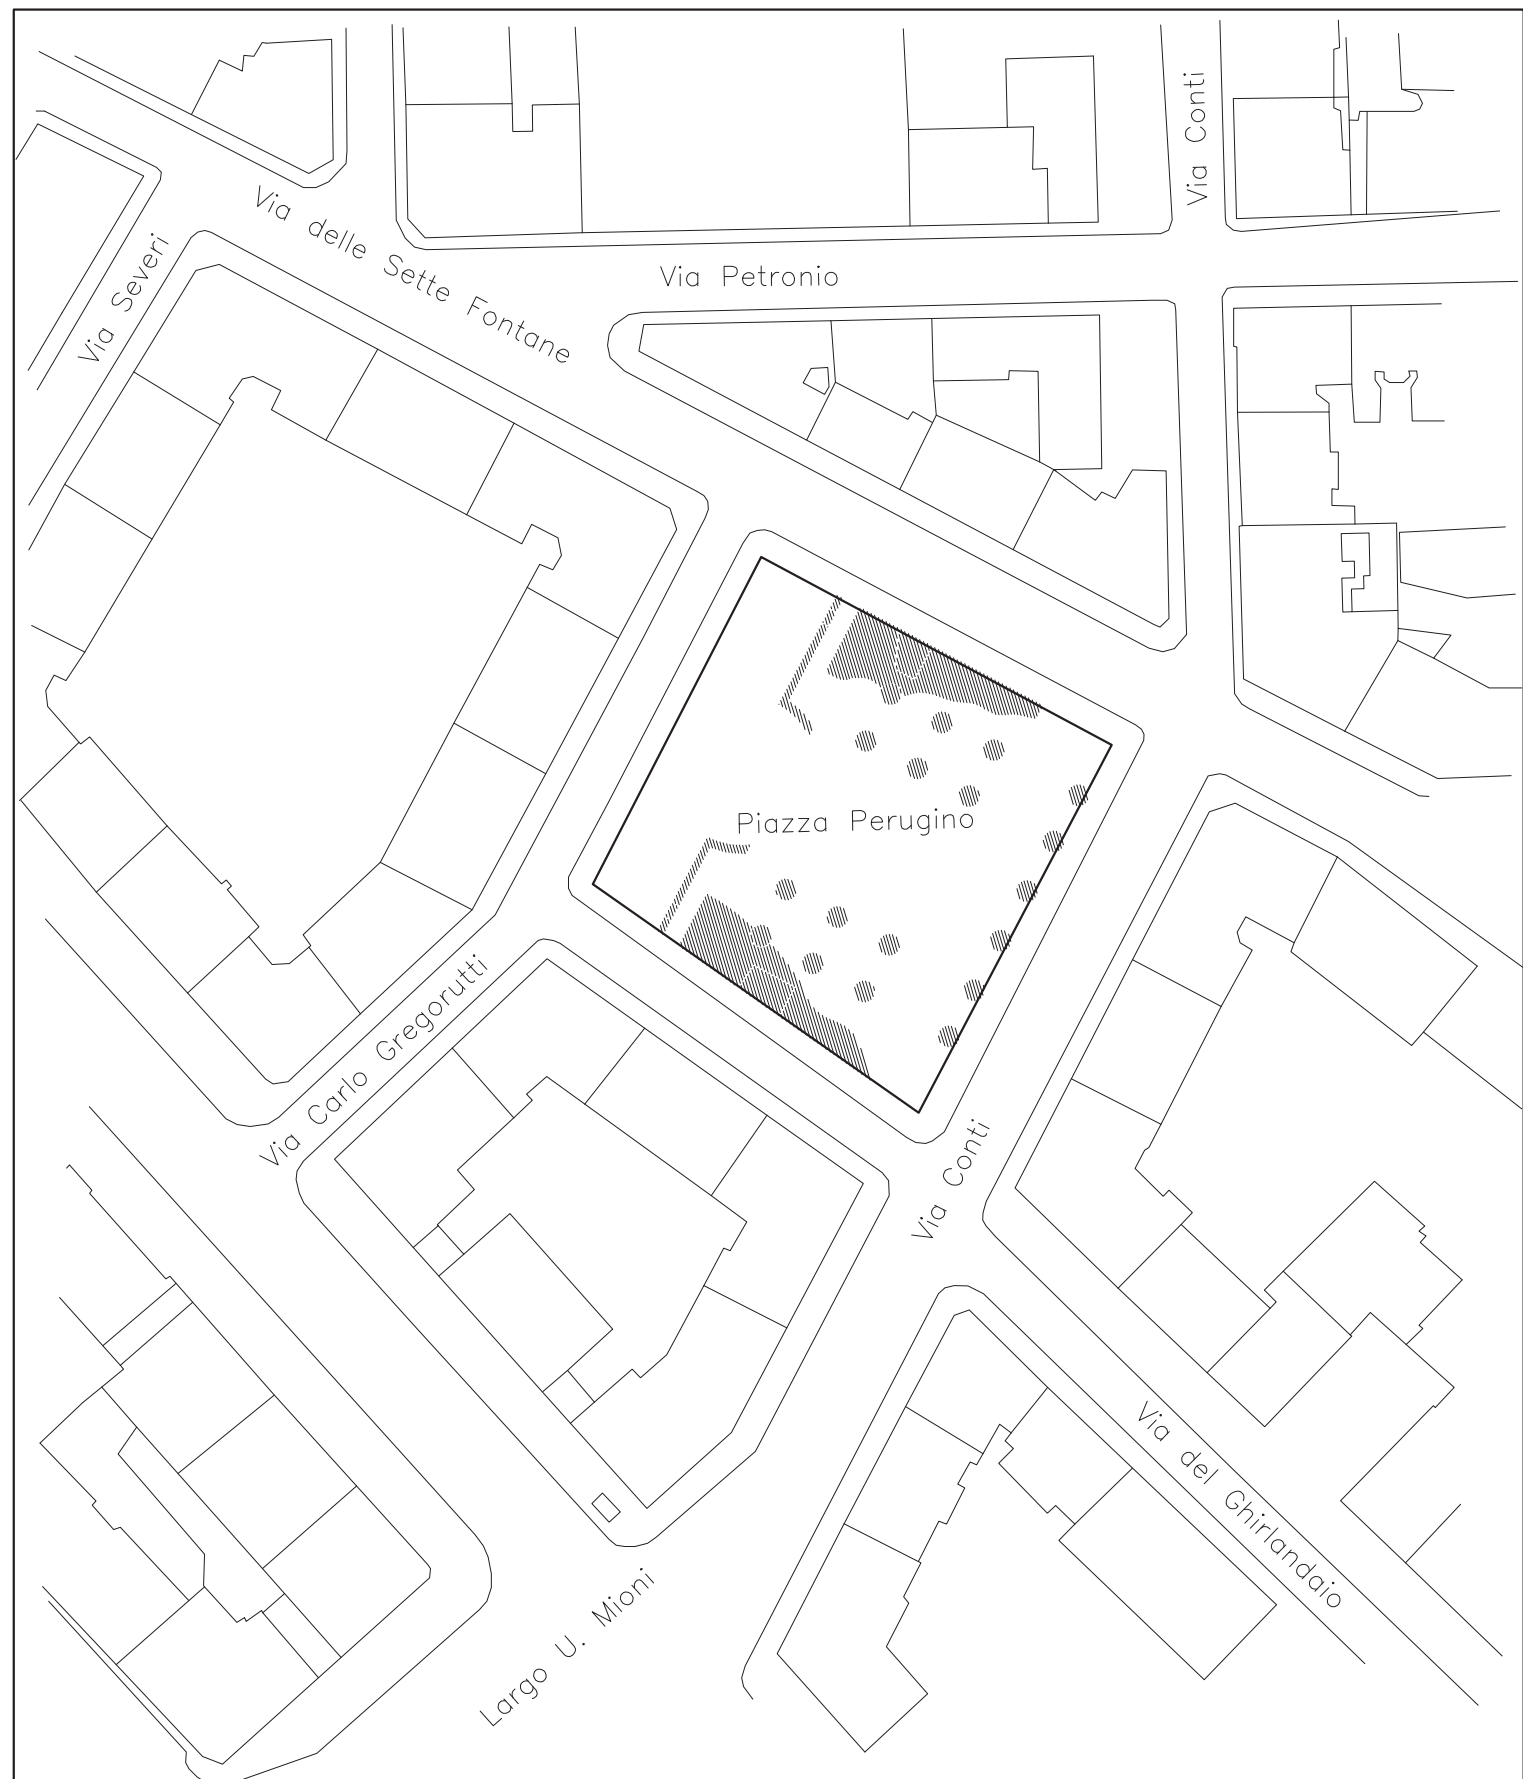 Via Conti
Via delle Sette Fontane
Via Severi
Via Petronio
Piazza Perugino
Via Carlo Gregorutti
Via Conti
Via del Ghirlandaio
Largo U. Mioni